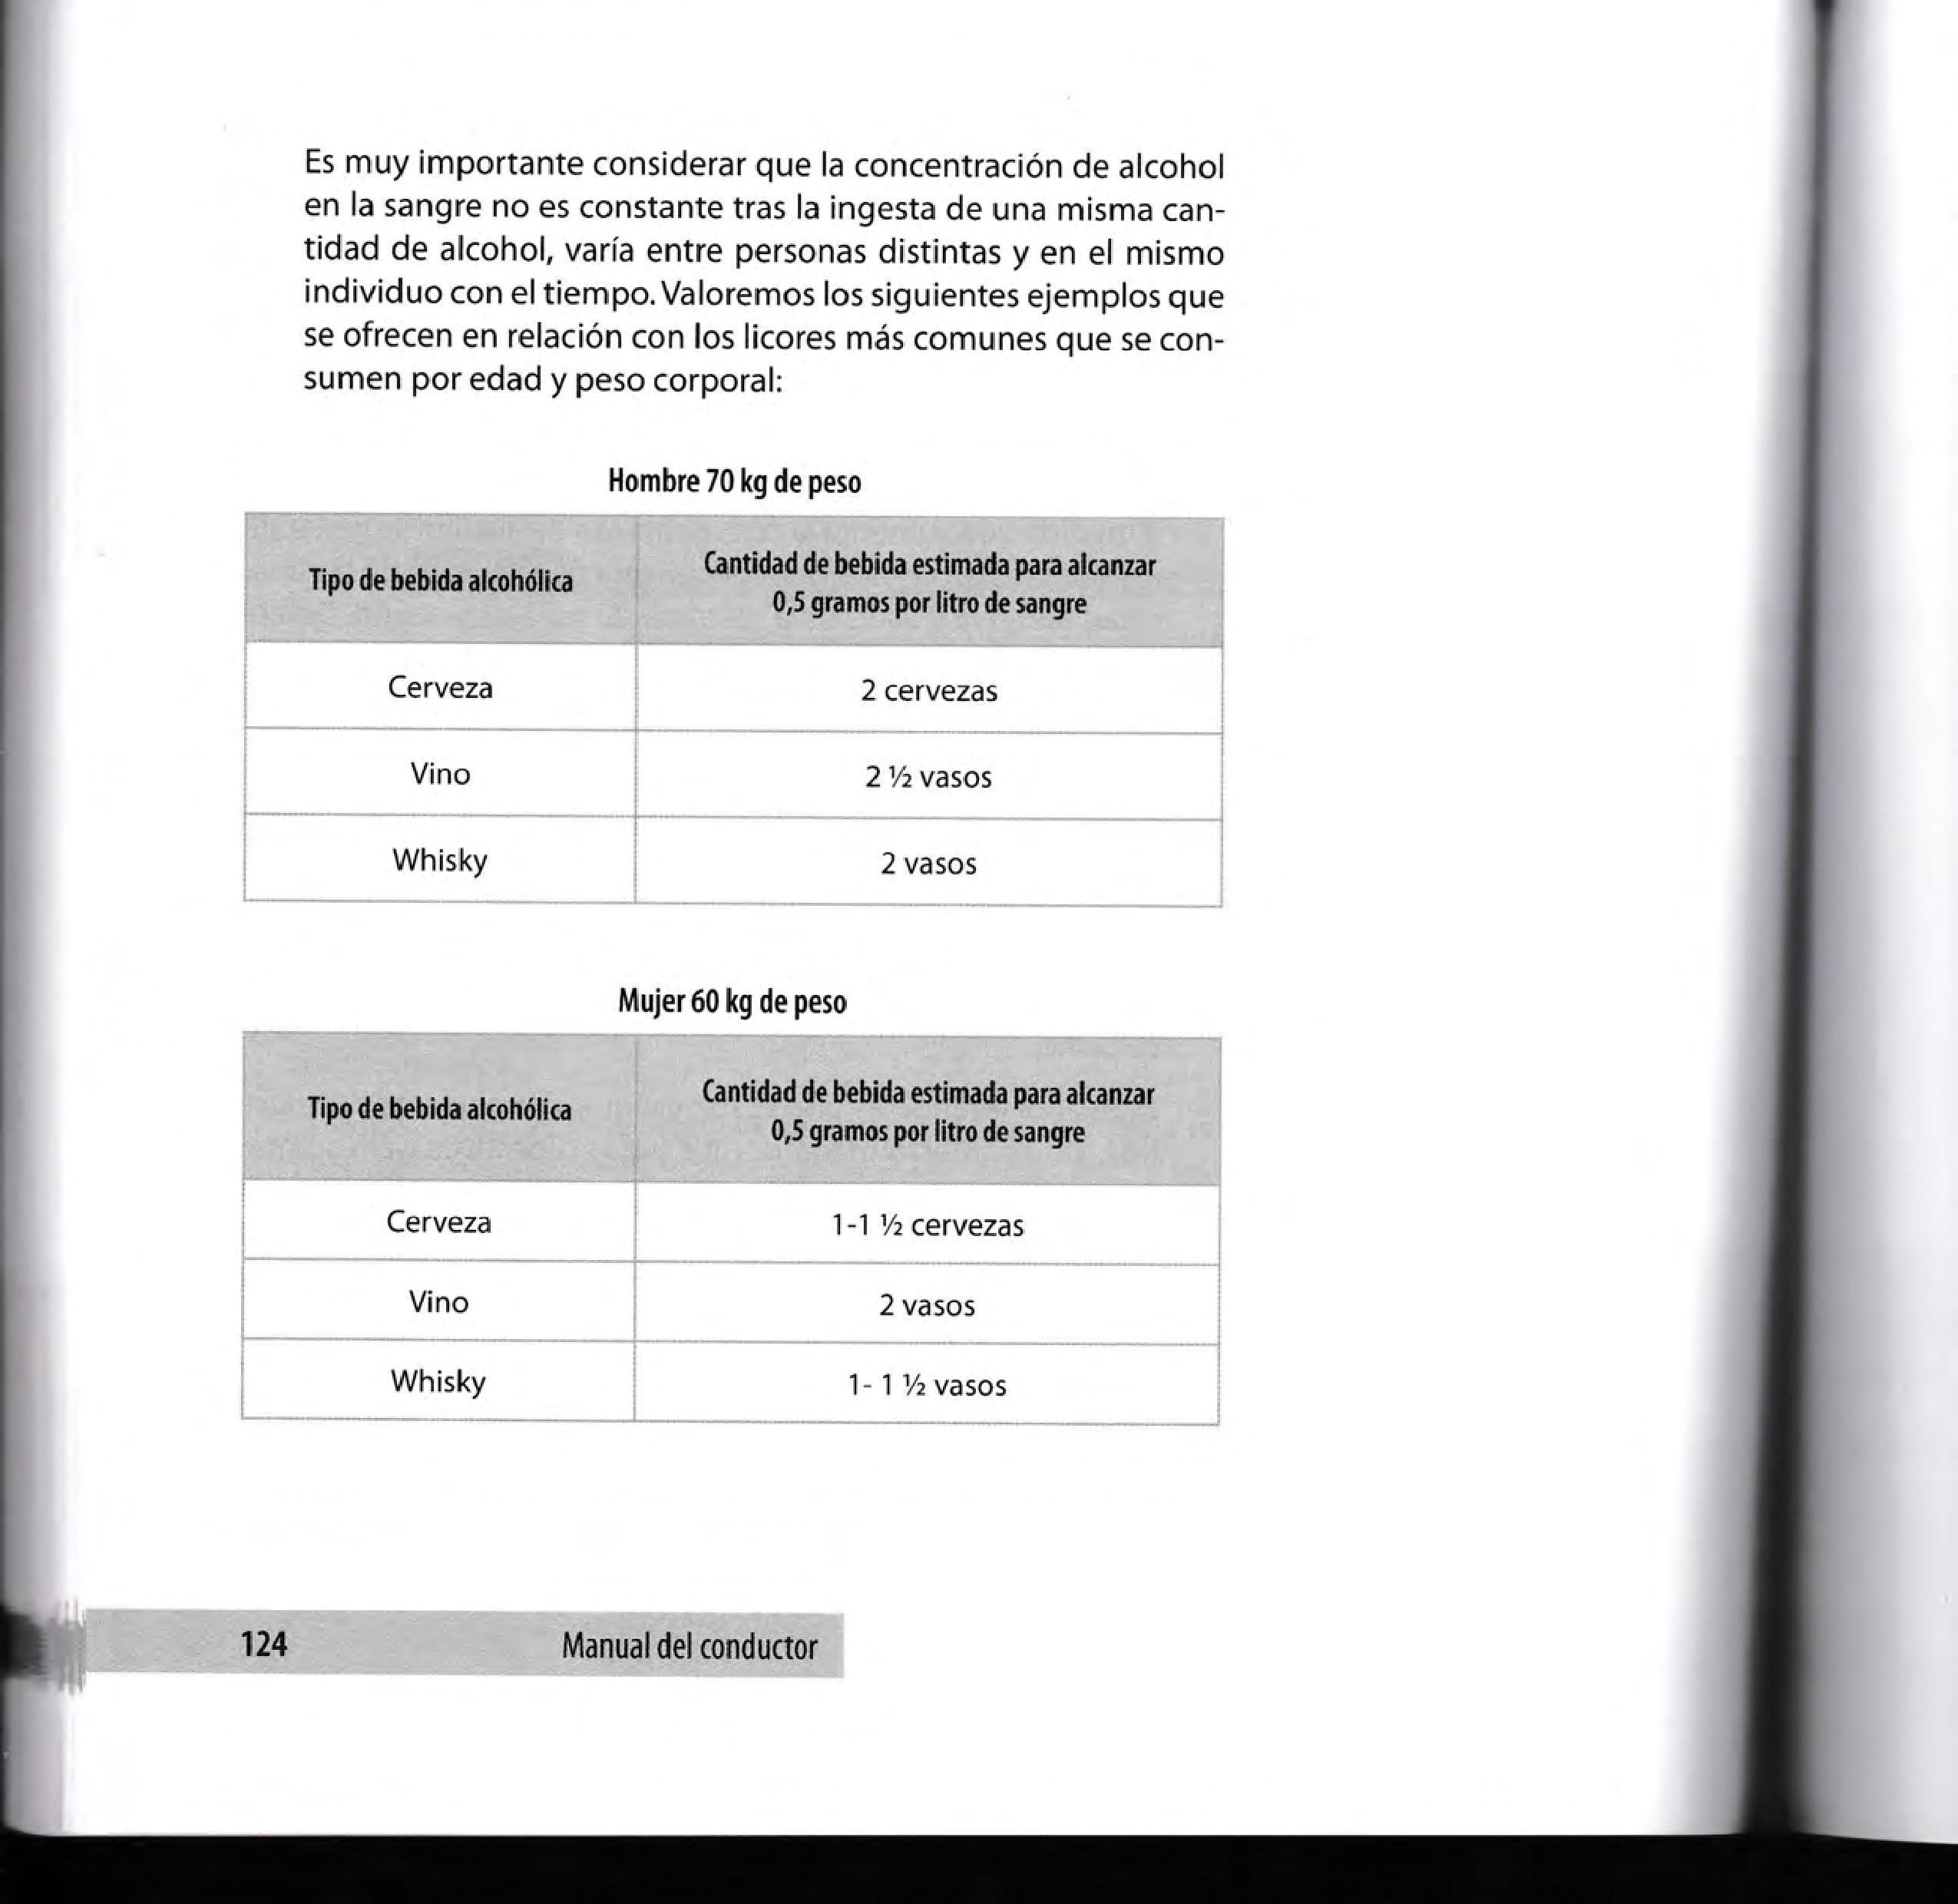 Es muy importante considerar que la concentración de alcohol
en la sangre no es constante tras la ingesta de una misma can-
tidad de alcohol, varía entre personas distintas y en el mismo
individuo con el tiempo. Valoremos los siguientes ejemplos que
se ofrecen en relación con los licores más comunes que se con-
sumen por edad y peso corporal:
Hombre 70 kg de peso
Tipo de bebida alcohólica
Cantidad de bebida estimada para alcanzar
0,5 gramos por litro de sangre
Cerveza
2 cervezas
Vino
2 ½ vasos
Whisky
2 vasos
Mujer 60 kg de peso
Tipo de bebida alcohólica
Cantidad de bebida estimada para alcanzar
0,5 gramos por litro de sangre
Cerveza
1-1 ½ cervezas
Vino
2 vasos
Whisky
1- 1 ½ vasos
124
Manual del conductor